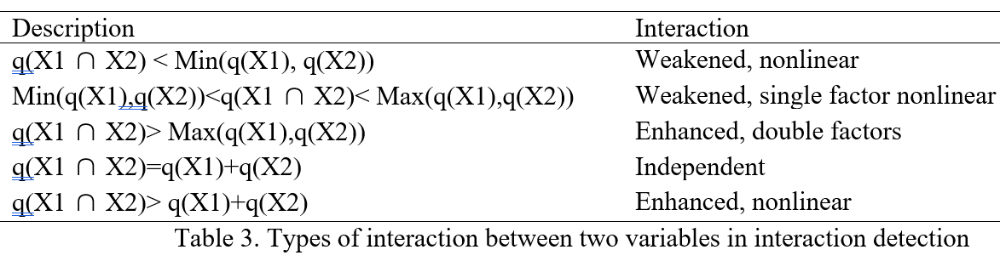 Description Interaction
q(X1 ∩ X2) < Min(q(X1), q(X2)) Weakened, nonlinear
Min(q(X1),q(X2))<q(X1 ∩ X2)< Max(q(X1),q(X2)) Weakened, single factor nonlinear
q(X1 ∩ X2)> Max(q(X1),q(X2)) Enhanced, double factors
q(X1 ∩ X2)=q(X1)+q(X2) Independent
q(X1 ∩ X2)> q(X1)+q(X2) Enhanced, nonlinear
Table 3. Types of interaction between two variables in interaction detection